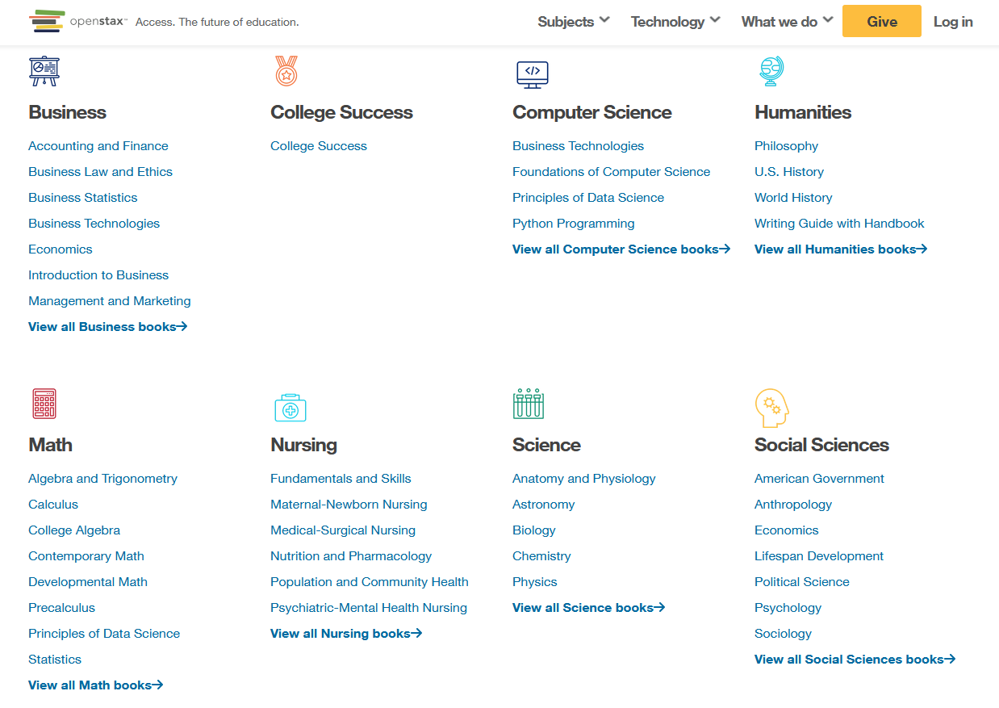 openstax™ Access. The future of education. Subjects Technology What we do Give Log in
Business
Accounting and Finance
Business Law and Ethics
Business Statistics
Business Technologies
Economics
Introduction to Business
Management and Marketing
View all Business books→
College Success
College Success
</> 
Computer Science
Business Technologies
Foundations of Computer Science
Principles of Data Science
Python Programming
View all Computer Science books→
Humanities
Philosophy
U.S. History
World History
Writing Guide with Handbook
View all Humanities books→
Math
Algebra and Trigonometry
Calculus
College Algebra
Contemporary Math
Developmental Math
Precalculus
Principles of Data Science
Statistics
View all Math books→
Nursing
Fundamentals and Skills
Maternal-Newborn Nursing
Medical-Surgical Nursing
Nutrition and Pharmacology
Population and Community Health
Psychiatric-Mental Health Nursing
View all Nursing books→
Science
Anatomy and Physiology
Astronomy
Biology
Chemistry
Physics
View all Science books→
Social Sciences
American Government
Anthropology
Economics
Lifespan Development
Political Science
Psychology
Sociology
View all Social Sciences books→